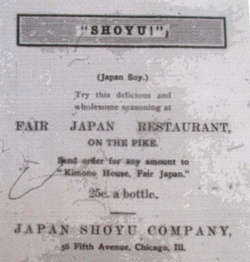 "SHOYU!",
(Japan Soy.)
Try this delicious and
wholesome seasoning at
FAIR JAPAN RESTAURANT,
ON THE PIKE.
Send order for any amount to
"Kimono House, Fair Japan."
25c. a bottle.
JAPAN SHOYU COMPANY,
56 Fifth Avenue, Chicago, Ill.